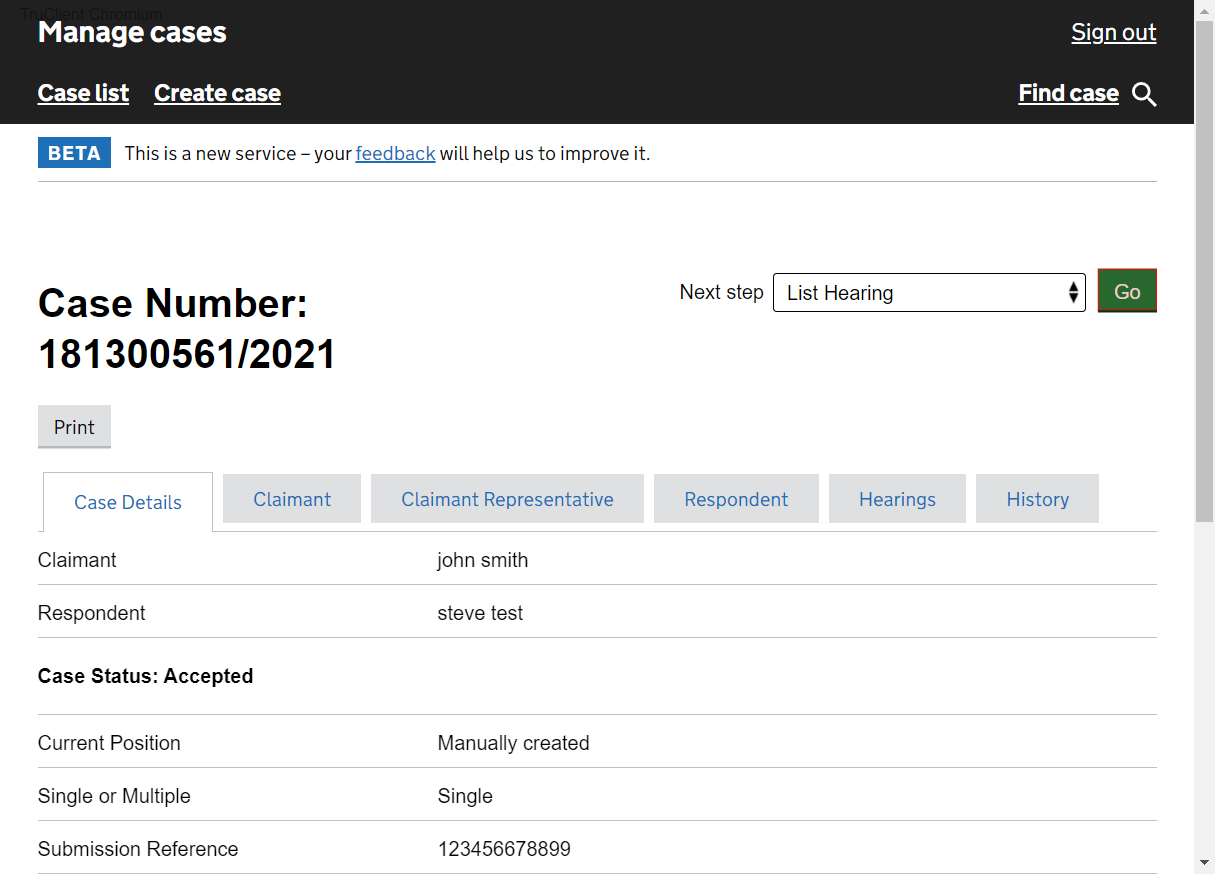 TruClient Chromium
Manage cases
Sign out
Case list
Create case
Find case
BETA
This is a new service – your feedback will help us to improve it.
Case Number:
181300561/2021
Next step
List Hearing
Go
Print
Case Details
Claimant
Claimant Representative
Respondent
Hearings
History
Claimant john smith
Respondent steve test
Case Status: Accepted
Current Position Manually created
Single or Multiple Single
Submission Reference 123456678899